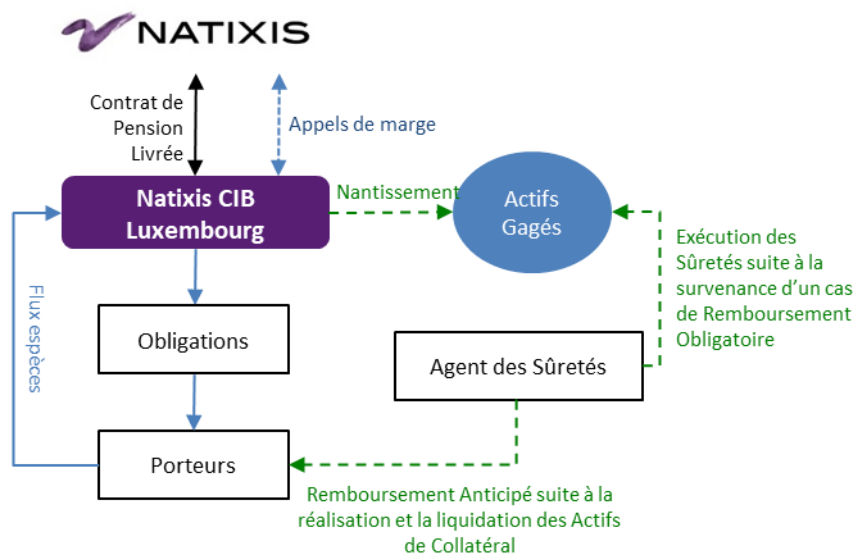 NATIXIS
Contrat de
Pension
Livrée
Appels de marge
Natixis CIB
Luxembourg
Nantissement
Actifs
Gagés
Exécution des
Sûretés suite à la
survenance d'un cas
de Remboursement
Obligatoire
Flux espèces
Obligations
Agent des Sûretés
Porteurs
Remboursement Anticipé suite à la
réalisation et la liquidation des Actifs
de Collatéral